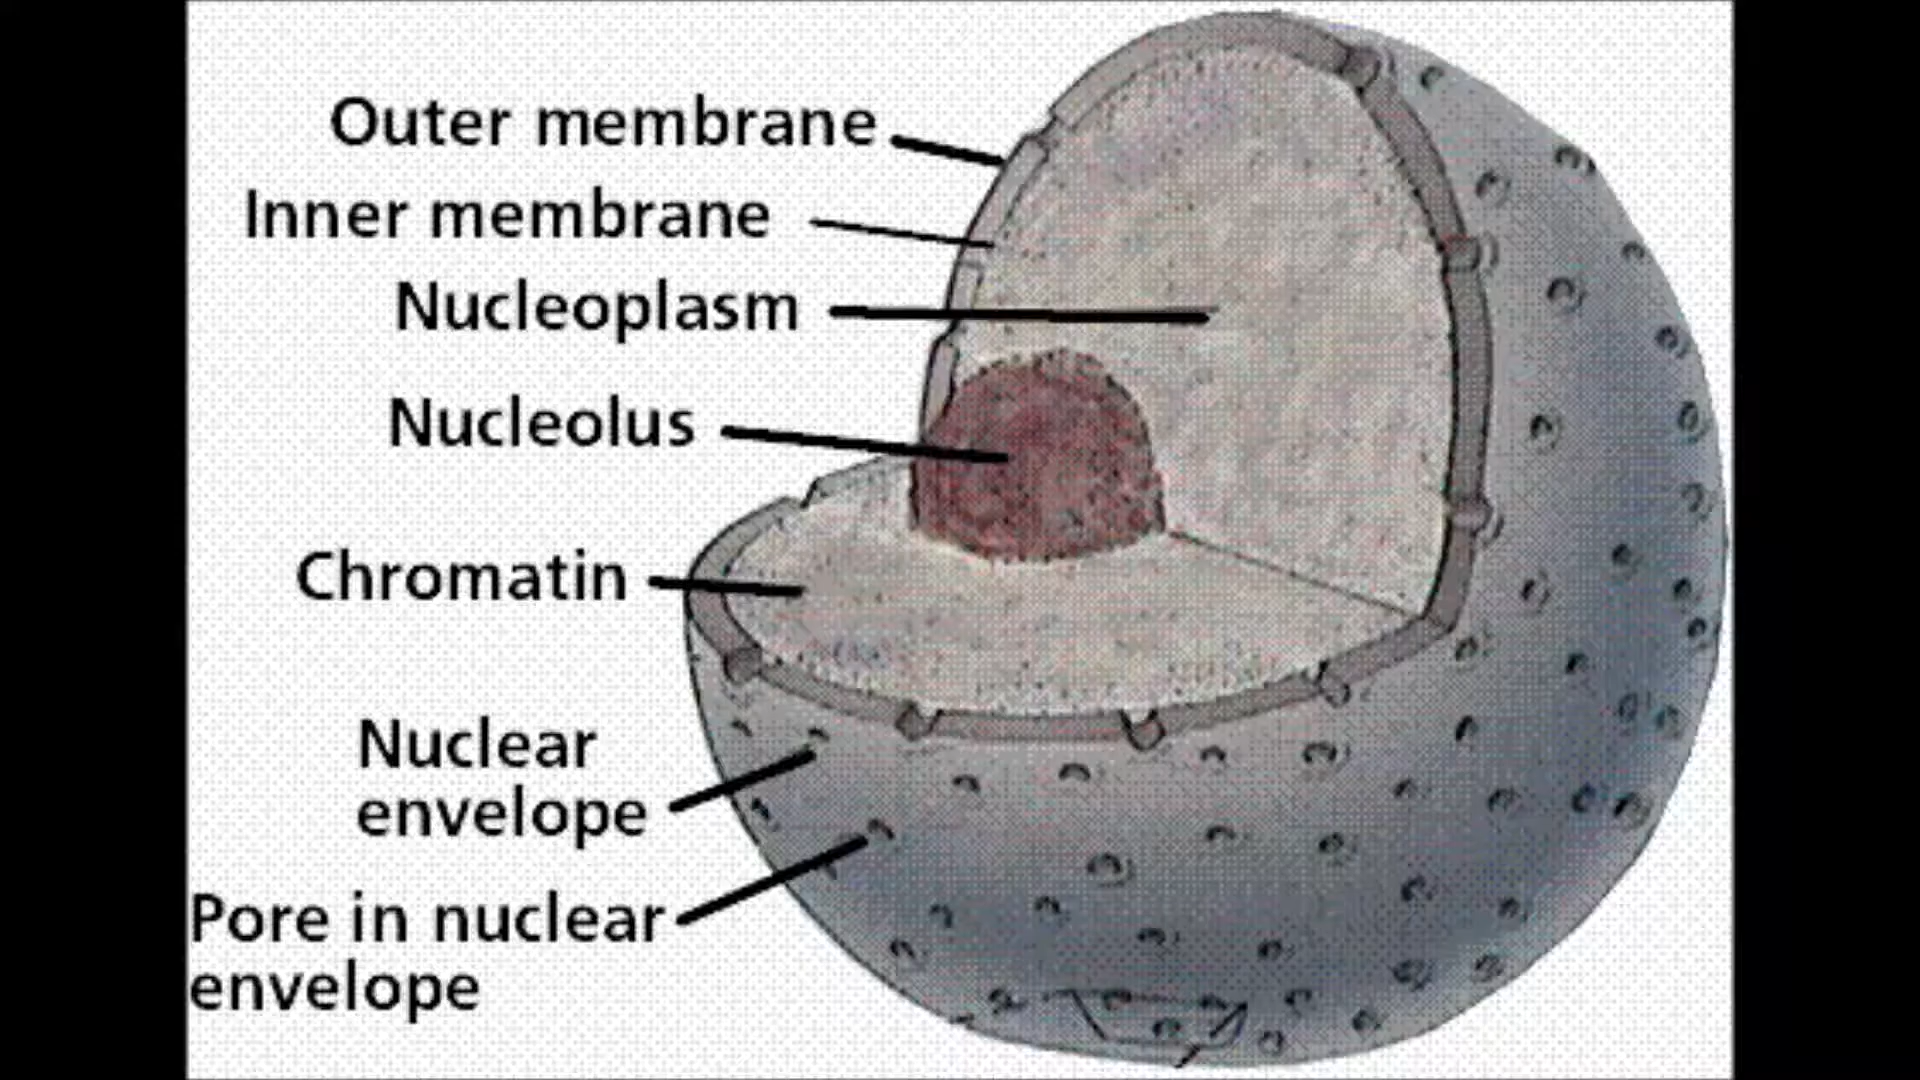 Outer membrane
Inner membrane
Nucleoplasm
Nucleolus
Chromatin
Nuclear
envelope
Pore in nuclear
envelope